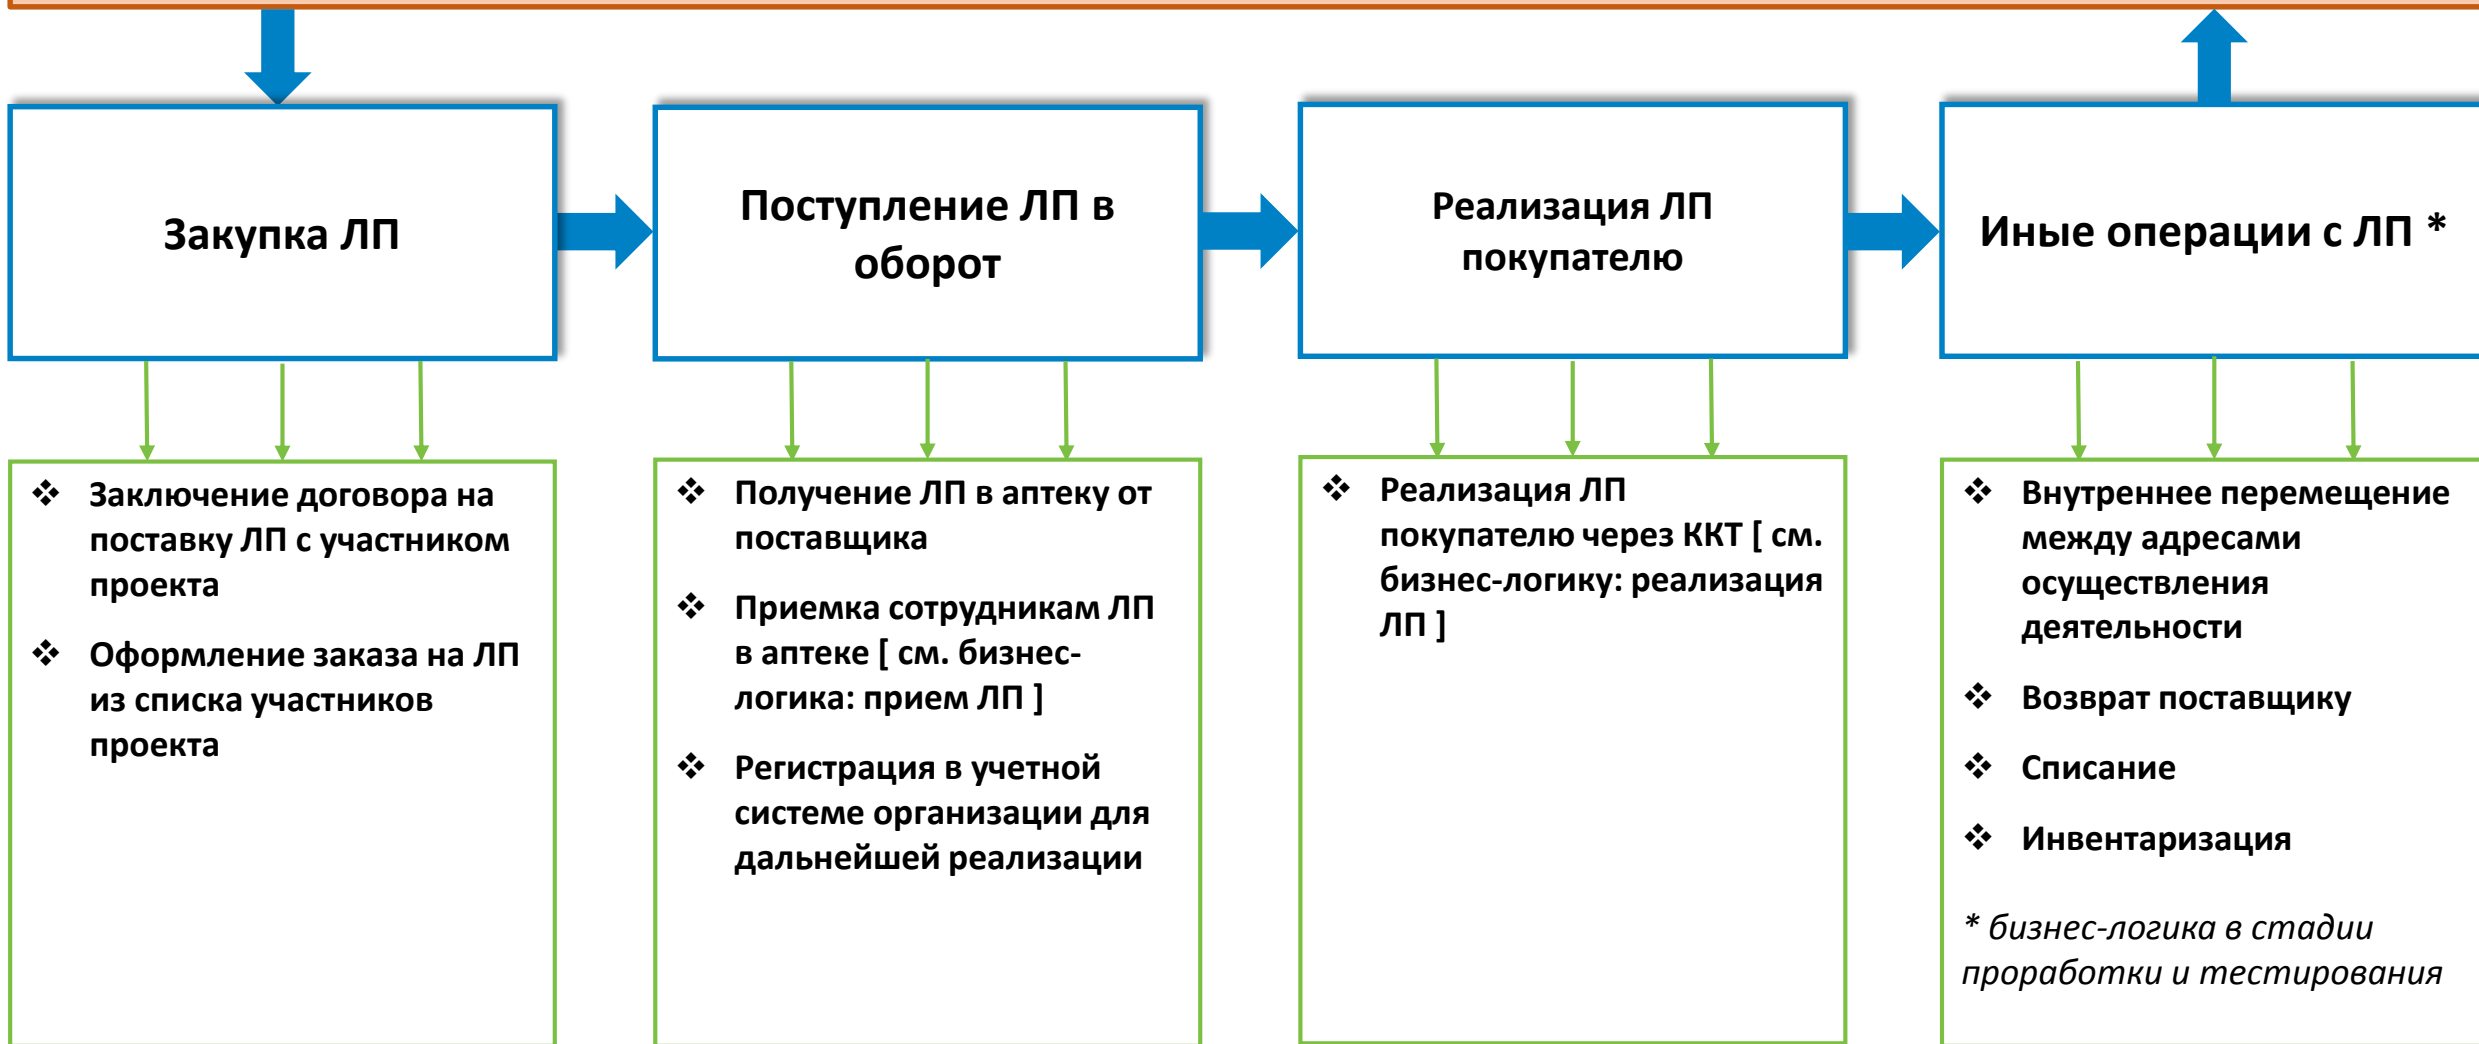 Закупка ЛП
Поступление ЛП в
оборот
Реализация ЛП
покупателю
Иные операции с ЛП *
❖ Заключение договора на
поставку ЛП с участником
проекта
❖ Оформление заказа на ЛП
из списка участников
проекта
❖ Получение ЛП в аптеку от
поставщика
❖ Приемка сотрудникам ЛП
в аптеке [ см. бизнес-
логика: прием ЛП ]
❖ Регистрация в учетной
системе организации для
дальнейшей реализации
❖ Реализация ЛП
покупателю через ККТ [ см.
бизнес-логику: реализация
ЛП ]
❖ Внутреннее перемещение
между адресами
осуществления
деятельности
❖ Возврат поставщику
❖ Списание
❖ Инвентаризация
* бизнес-логика в стадии
проработки и тестирования